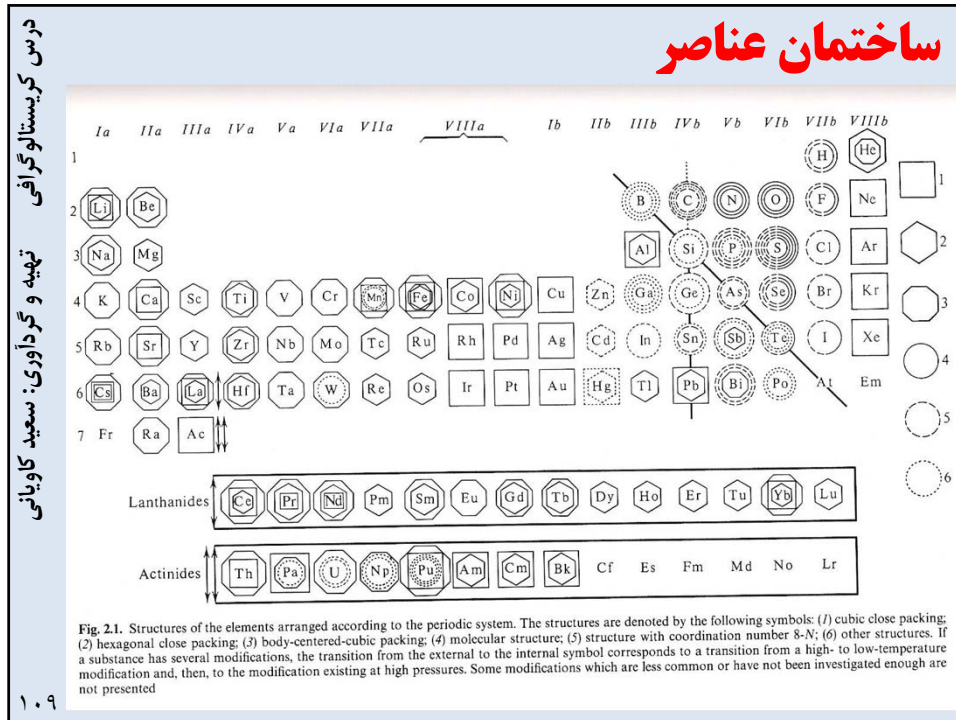 ساختمان عناصر
درس کریستالوگرافی تهیه و گردآوری: سعید کاویانی
Ia IIa IIIa IVa Va VIa VIIa VIIIa Ib IIb IIIb IVb Vb VIb VIIb VIIIb
1 H He
2 Li Be B C N O F Ne
3 Na Mg Al Si P S Cl Ar
4 K Ca Sc Ti V Cr Mn Fe Co Ni Cu Zn Ga Ge As Se Br Kr
5 Rb Sr Y Zr Nb Mo Tc Ru Rh Pd Ag Cd In Sn Sb Te I Xe
6 Cs Ba La Hf Ta W Re Os Ir Pt Au Hg Tl Pb Bi Po At Em
7 Fr Ra Ac
1
2
3
4
5
6
Lanthanides Ce Pr Nd Pm Sm Eu Gd Tb Dy Ho Er Tu Yb Lu
Actinides Th Pa U Np Pu Am Cm Bk Cf Es Fm Md No Lr
Fig. 2.1. Structures of the elements arranged according to the periodic system. The structures are denoted by the following symbols: (1) cubic close packing;
(2) hexagonal close packing; (3) body-centered-cubic packing; (4) molecular structure; (5) structure with coordination number 8-N; (6) other structures. If
a substance has several modifications, the transition from the external to the internal symbol corresponds to a transition from a high- to low-temperature
modification and, then, to the modification existing at high pressures. Some modifications which are less common or have not been investigated enough are
not presented
۱۰۹